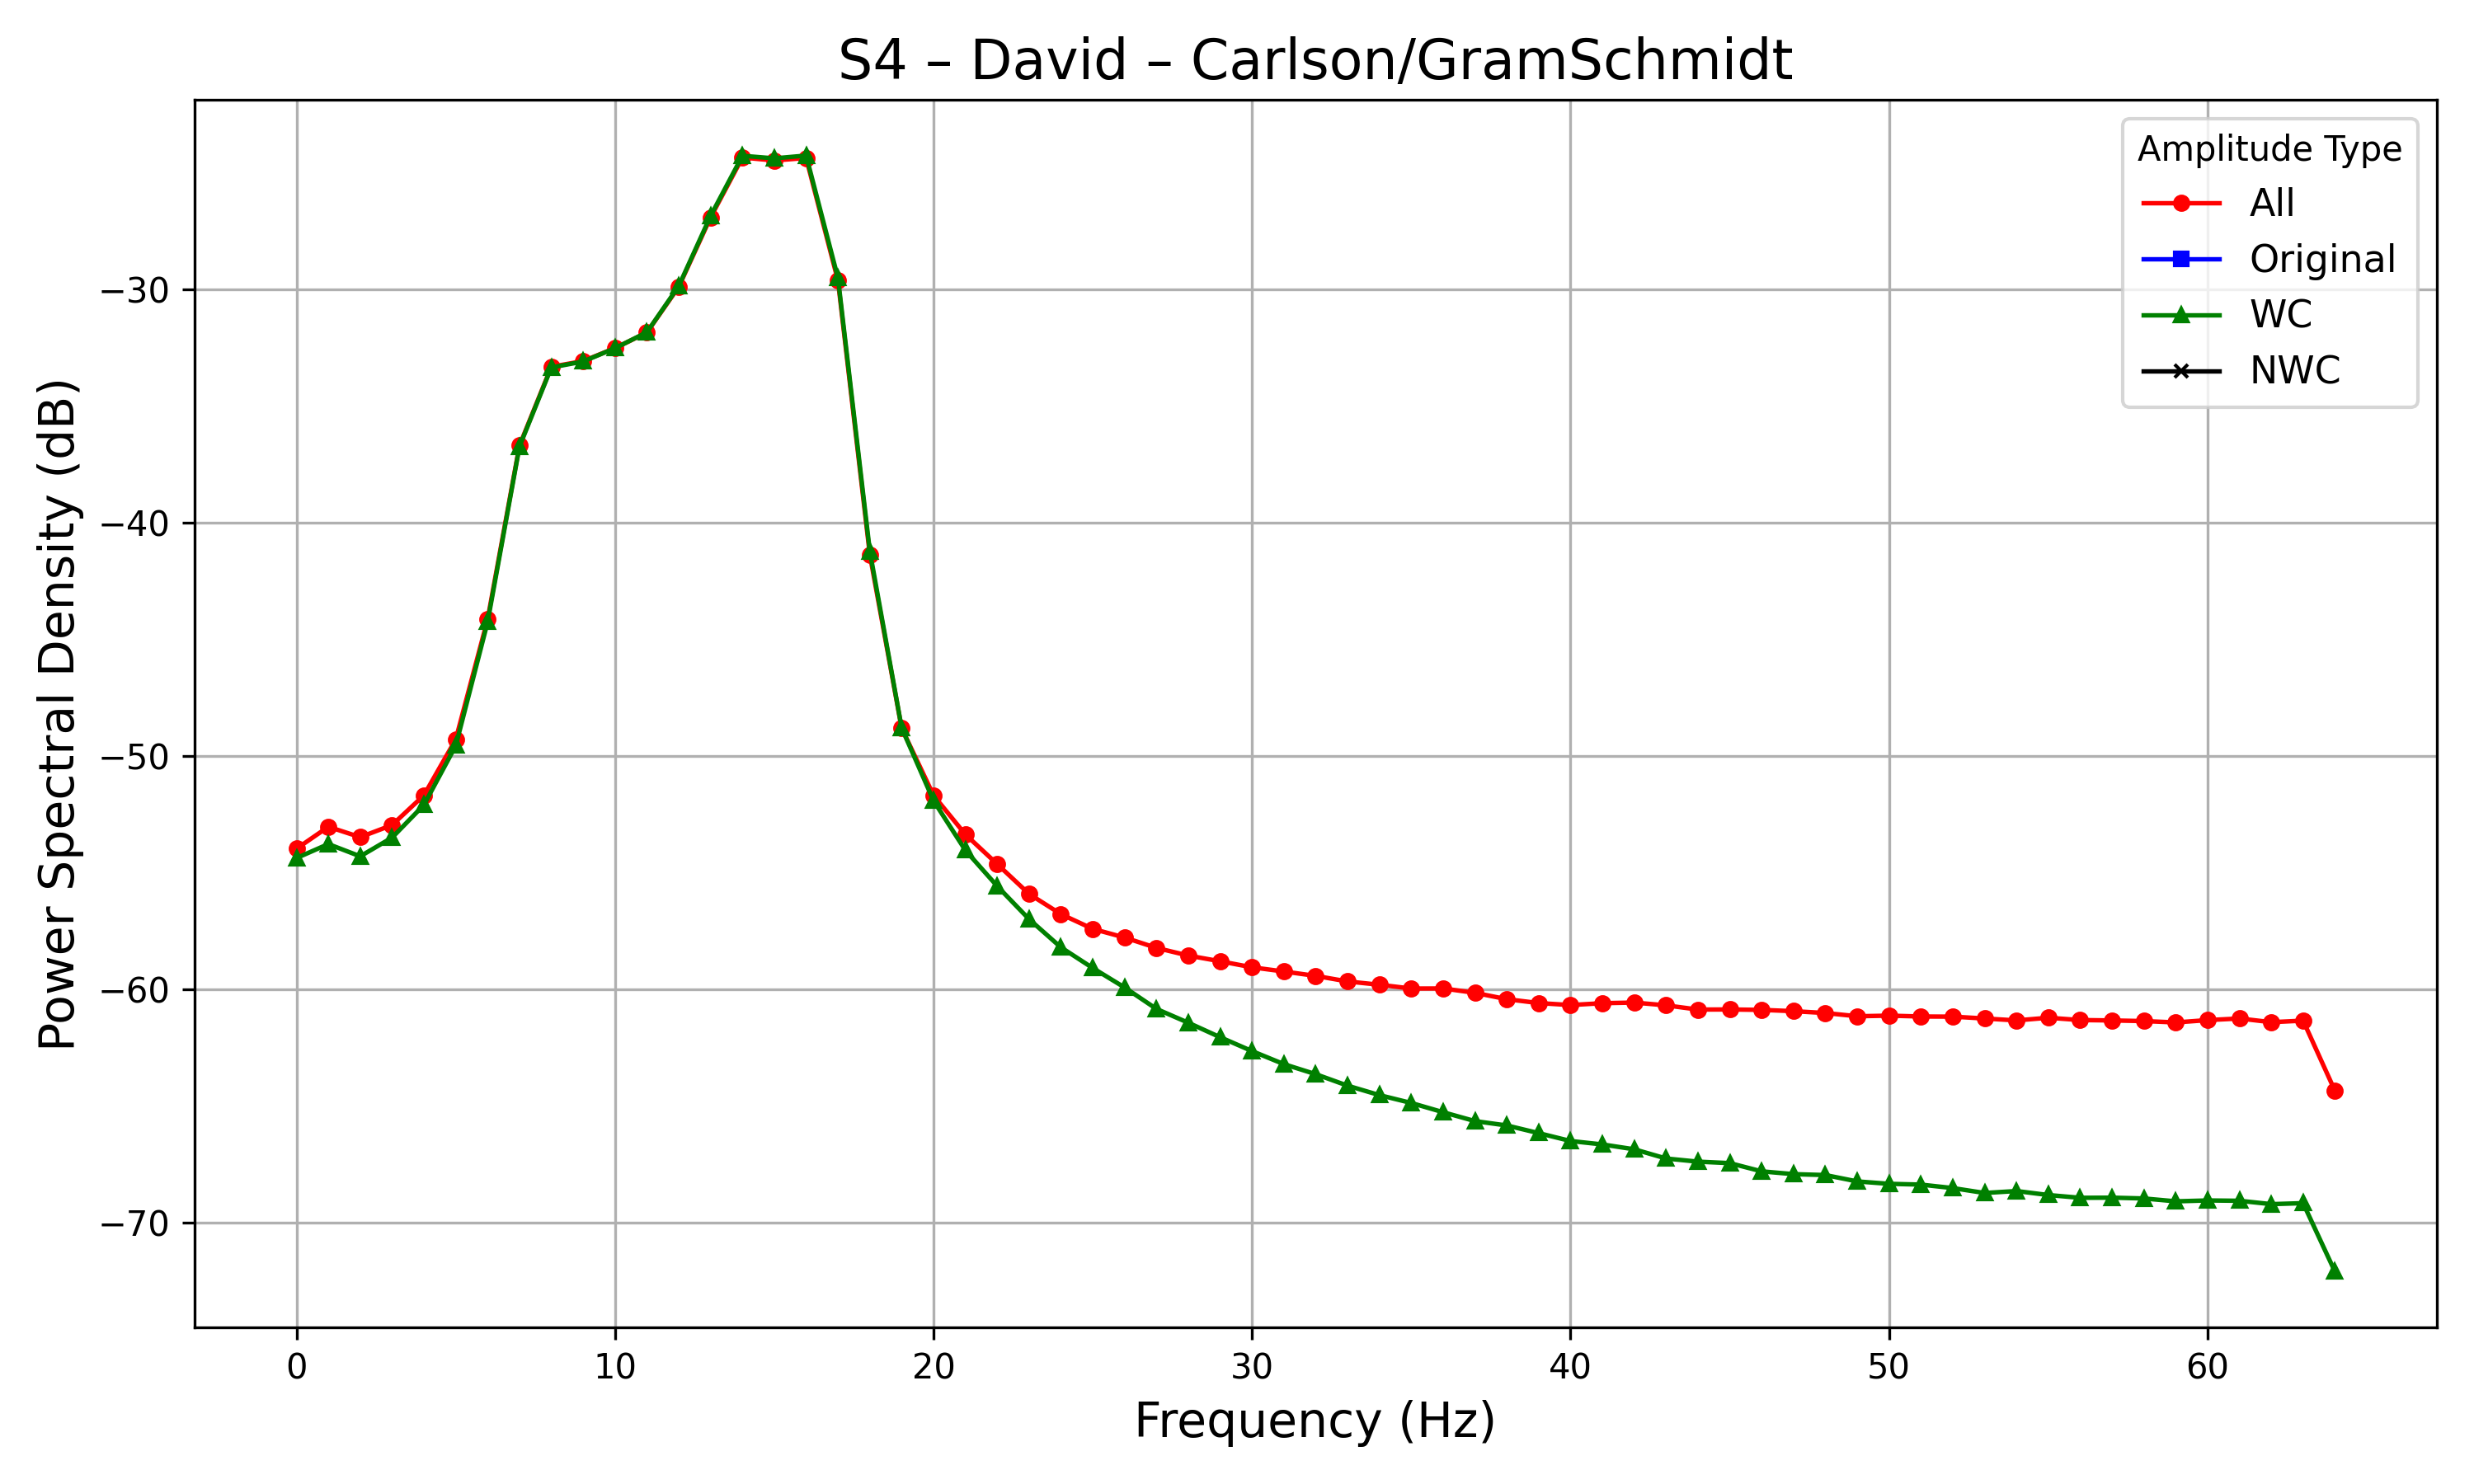 S4 – David – Carlson/GramSchmidt
Amplitude Type
All
Original
WC
NWC
Power Spectral Density (dB)
−30
−40
−50
−60
−70
0 10 20 30 40 50 60
Frequency (Hz)